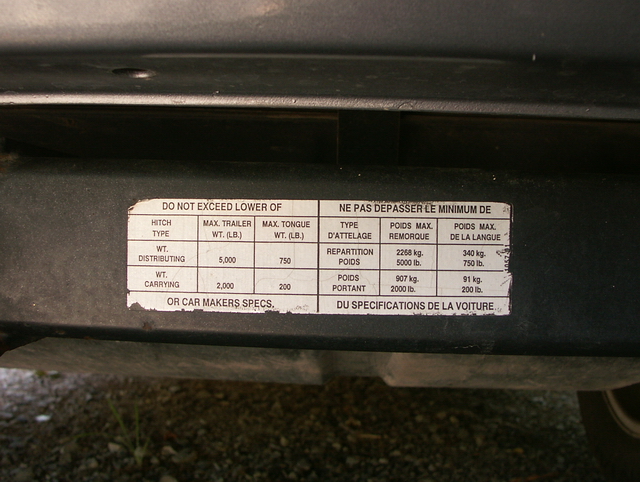 DO NOT EXCEED LOWER OF
HITCH TYPE MAX. TRAILER WT. (LB.) MAX. TONGUE WT. (LB.)
WT. DISTRIBUTING 5,000 750
WT. CARRYING 2,000 200
OR CAR MAKERS SPECS.
NE PAS DEPASSER LE MINIMUM DE
TYPE D'ATTELAGE POIDS MAX. REMORQUE POIDS MAX. DE LA LANGUE
REPARTITION POIDS 2268 kg. 5000 lb. 340 kg. 750 lb.
POIDS PORTANT 907 kg. 2000 lb. 91 kg. 200 lb.
DU SPECIFICATIONS DE LA VOITURE